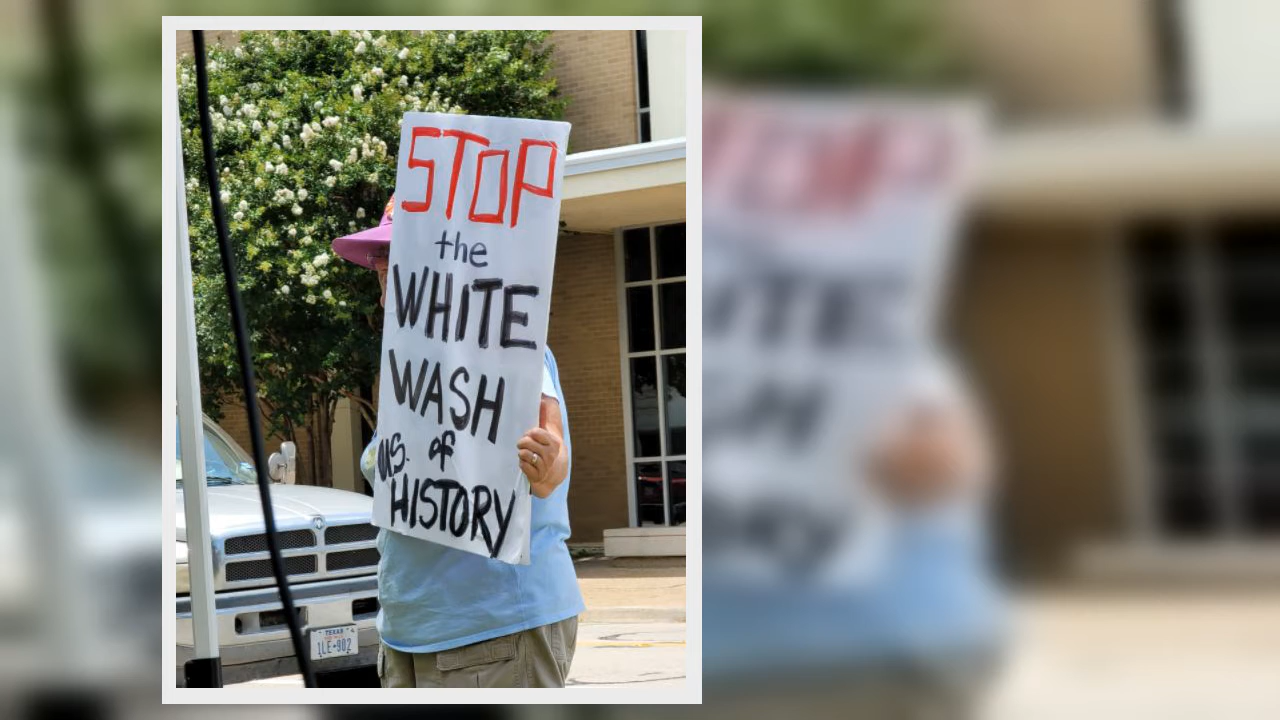 STOP
the
WHITE
WASH
U.S. of
HISTORY
TEXAS
1LE•902